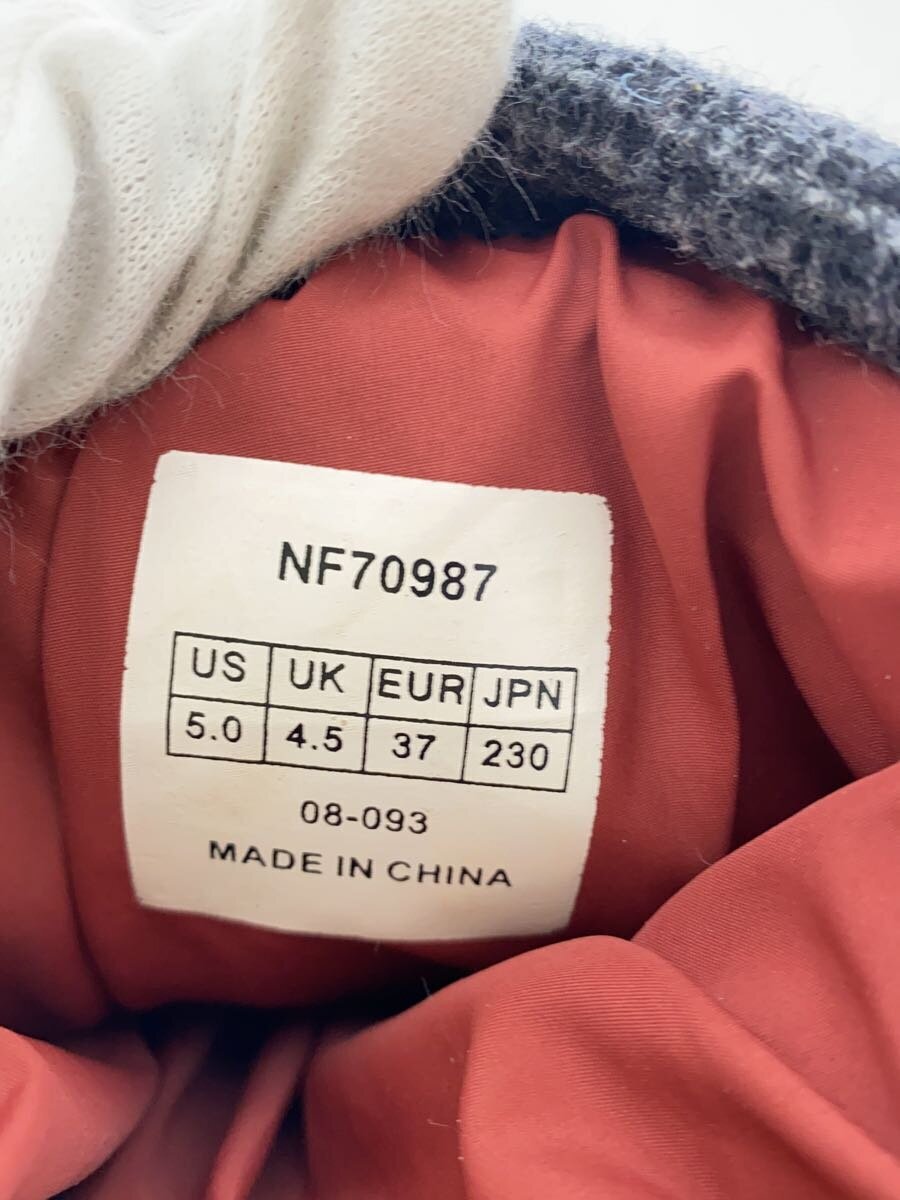 NF70987
US UK EUR JPN
5.0 4.5 37 230
08-093
MADE IN CHINA